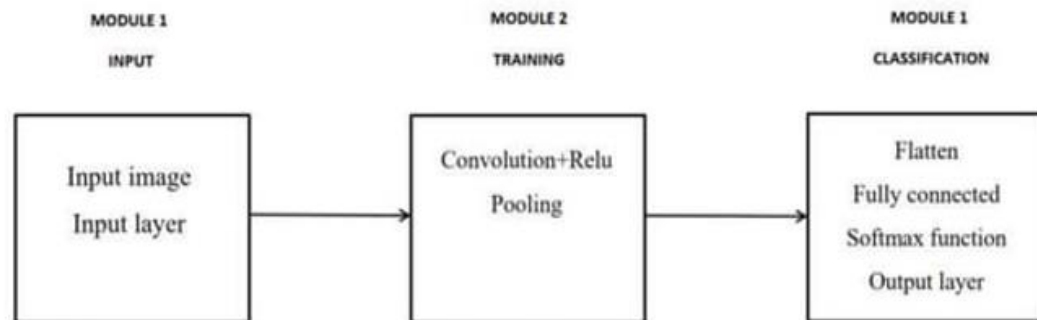 MODULE 1
INPUT
MODULE 2
TRAINING
MODULE 1
CLASSIFICATION
Input image
Input layer
Convolution+Relu
Pooling
Flatten
Fully connected
Softmax function
Output layer